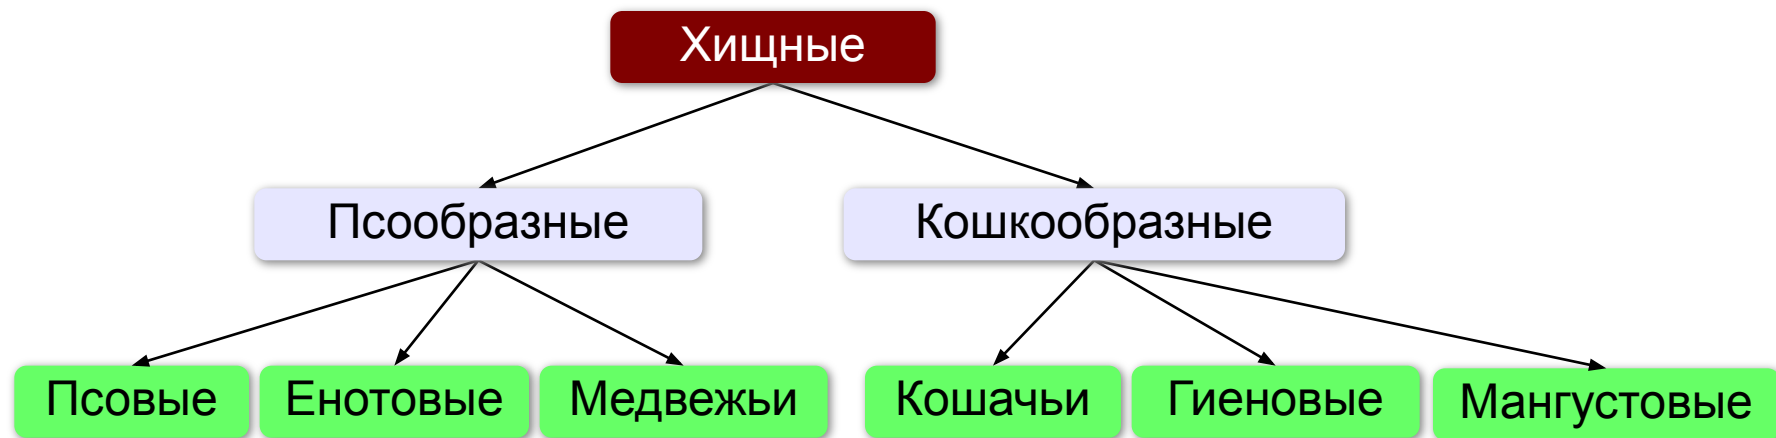 Хищные
Псообразные
Кошкообразные
Псовые
Енотовые
Медвежьи
Кошачьи
Гиеновые
Мангустовые